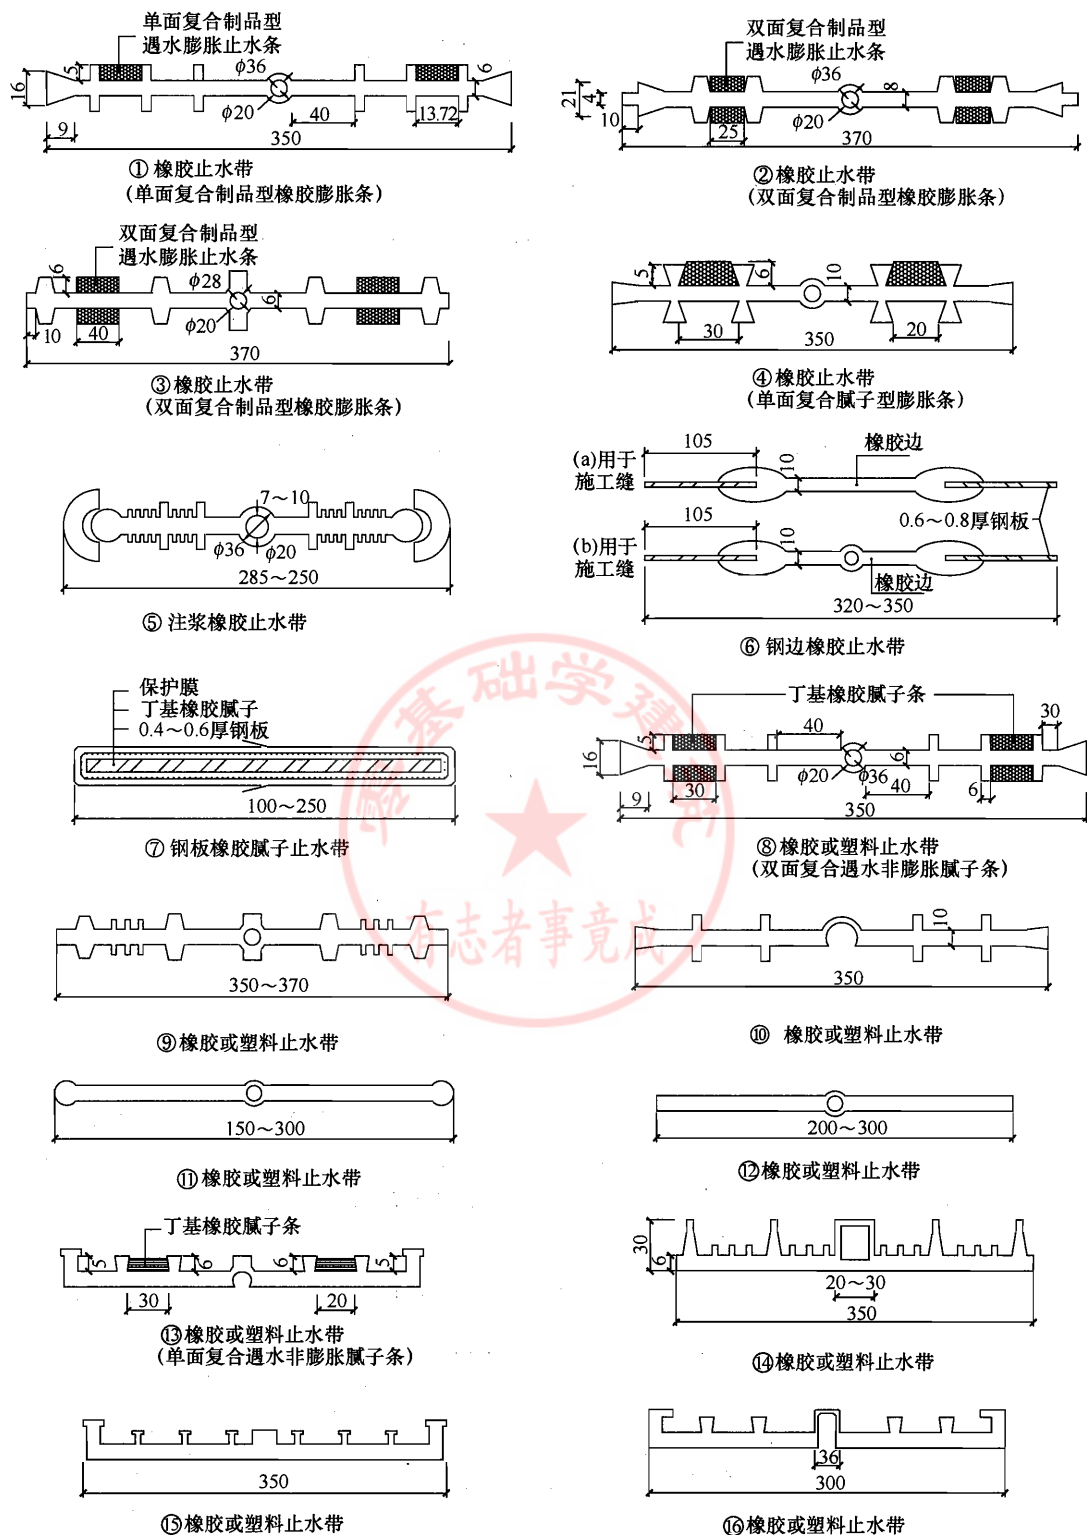 单面复合制品型
遇水膨胀止水条
5
16
φ36
φ20
6
9
40
13.72
350
①橡胶止水带
(单面复合制品型橡胶膨胀条)
双面复合制品型
遇水膨胀止水条
φ36
8
21
4
10
φ20
25
370
②橡胶止水带
(双面复合制品型橡胶膨胀条)
双面复合制品型
遇水膨胀止水条
6
φ28
6
φ20
10
40
370
③橡胶止水带
(双面复合制品型橡胶膨胀条)
5
6
10
30
20
350
④橡胶止水带
(单面复合腻子型膨胀条)
7～10
φ36
φ20
285～250
⑤注浆橡胶止水带
(a)用于
施工缝
105
10
橡胶边
0.6～0.8厚钢板
(b)用于
施工缝
105
10
橡胶边
320～350
⑥钢边橡胶止水带
保护膜
丁基橡胶腻子
0.4～0.6厚钢板
100～250
⑦钢板橡胶腻子止水带
丁基橡胶腻子条
40
30
5
16
6
φ20
φ36
9
30
40
6
350
⑧橡胶或塑料止水带
(双面复合遇水非膨胀腻子条)
350～370
⑨橡胶或塑料止水带
10
350
⑩ 橡胶或塑料止水带
150～300
⑪橡胶或塑料止水带
200～300
⑫橡胶或塑料止水带
丁基橡胶腻子条
5
6
6
5
30
20
⑬橡胶或塑料止水带
(单面复合遇水非膨胀腻子条)
30
6
20～30
350
⑭橡胶或塑料止水带
350
⑮橡胶或塑料止水带
36
300
⑯橡胶或塑料止水带
零基础学建筑
有志者事竟成